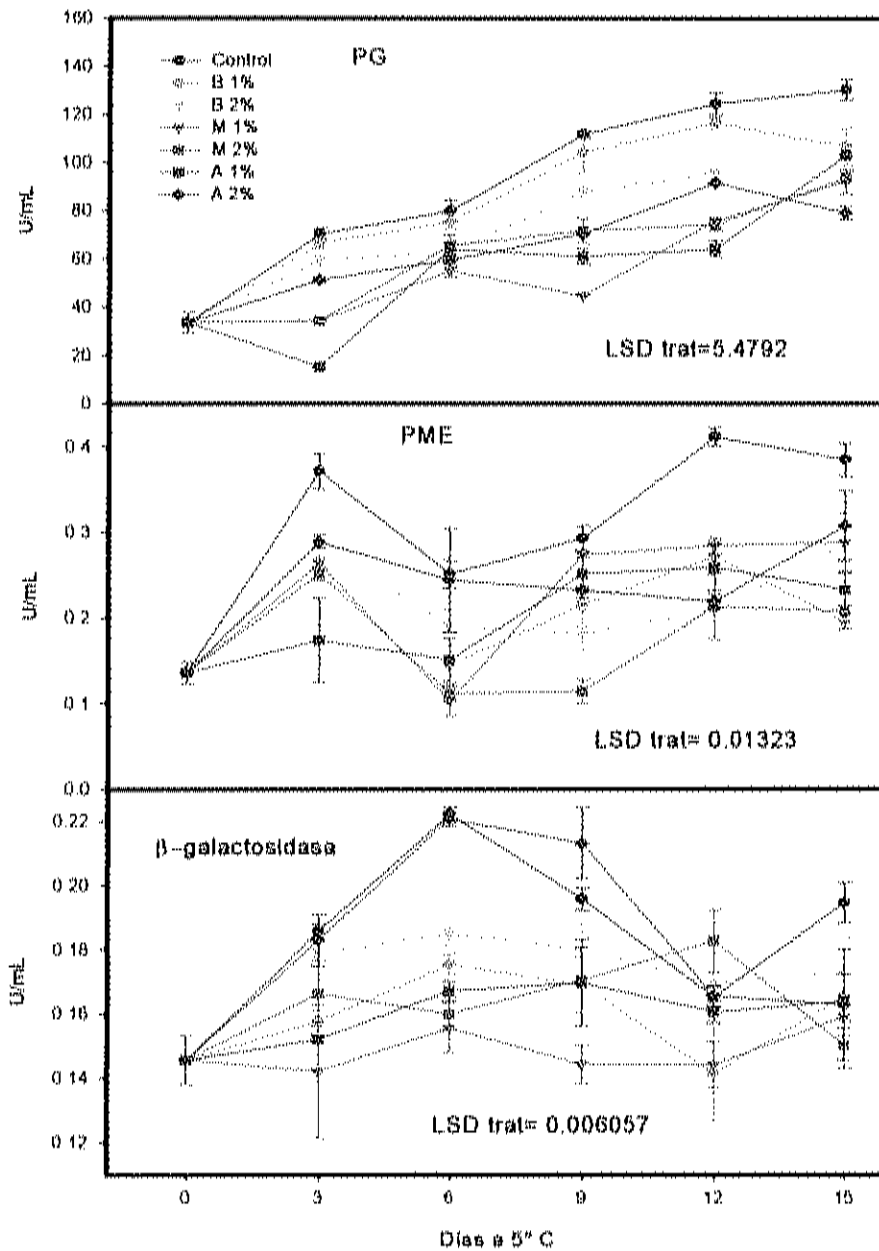 160
140
120
100
80
60
40
20
0
U/mL
PG
Control
B 1%
B 2%
M 1%
M 2%
A 1%
A 2%
LSD trat=5.4792
0.4
0.3
0.2
0.1
0.0
U/mL
PME
LSD trat= 0.01323
0.22
0.20
0.18
0.16
0.14
0.12
U/mL
β-galactosidasa
LSD trat= 0.006057
0 3 6 9 12 15
Días a 5° C